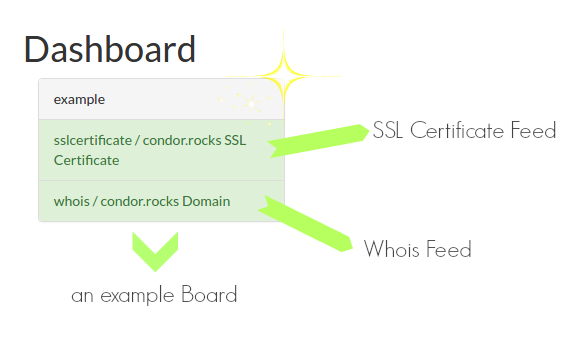 Dashboard
example
sslcertificate / condor.rocks SSL
Certificate
SSL Certificate Feed
whois / condor.rocks Domain
Whois Feed
an example Board